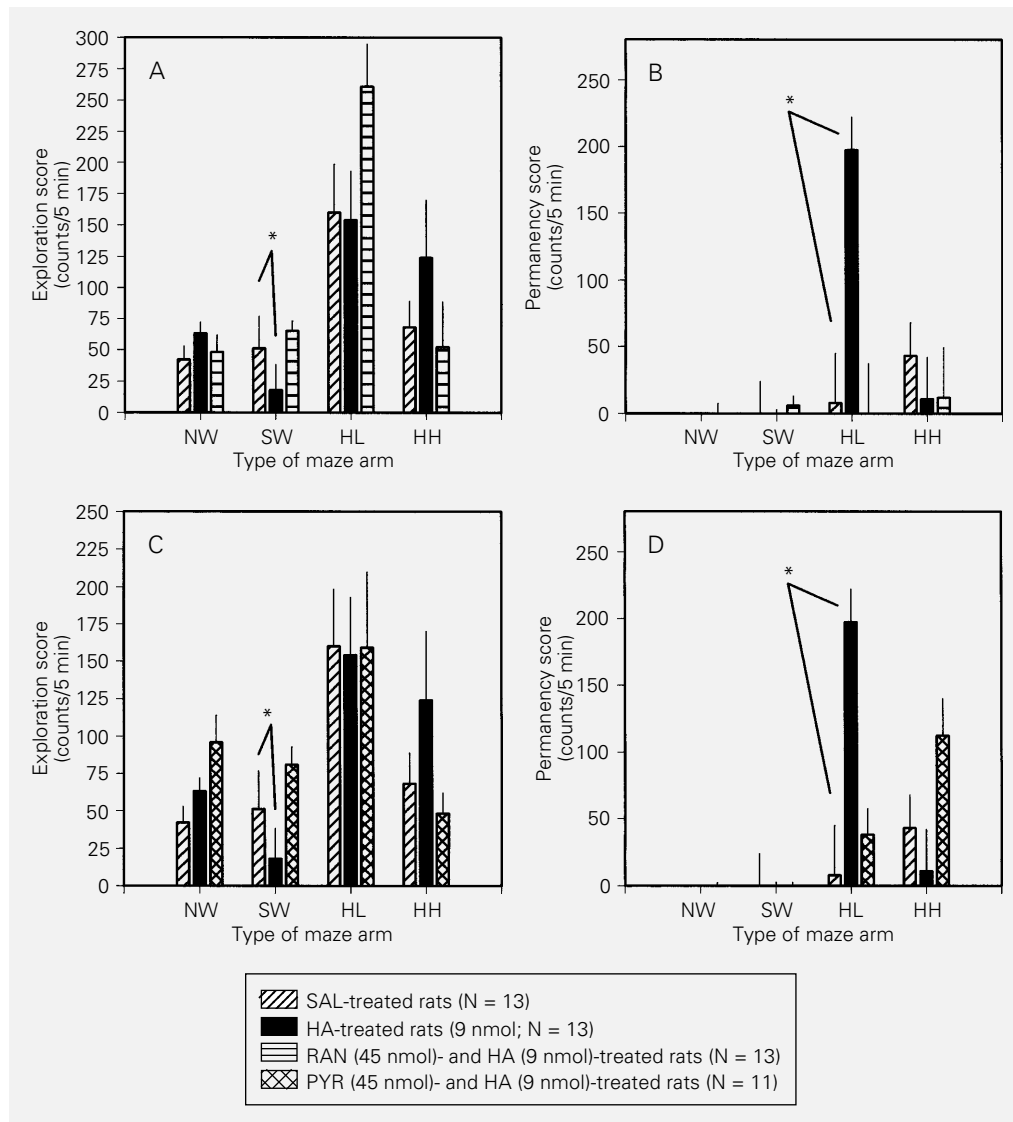 A
Exploration score
(counts/5 min)
300
275
250
225
200
175
150
125
100
75
50
25
0
*
NW SW HL HH
Type of maze arm
B
Permanency score
(counts/5 min)
250
200
150
100
50
0
*
NW SW HL HH
Type of maze arm
C
Exploration score
(counts/5 min)
250
225
200
175
150
125
100
75
50
25
0
*
NW SW HL HH
Type of maze arm
D
Permanency score
(counts/5 min)
250
200
150
100
50
0
*
NW SW HL HH
Type of maze arm
SAL-treated rats (N = 13)
HA-treated rats (9 nmol; N = 13)
RAN (45 nmol)- and HA (9 nmol)-treated rats (N = 13)
PYR (45 nmol)- and HA (9 nmol)-treated rats (N = 11)